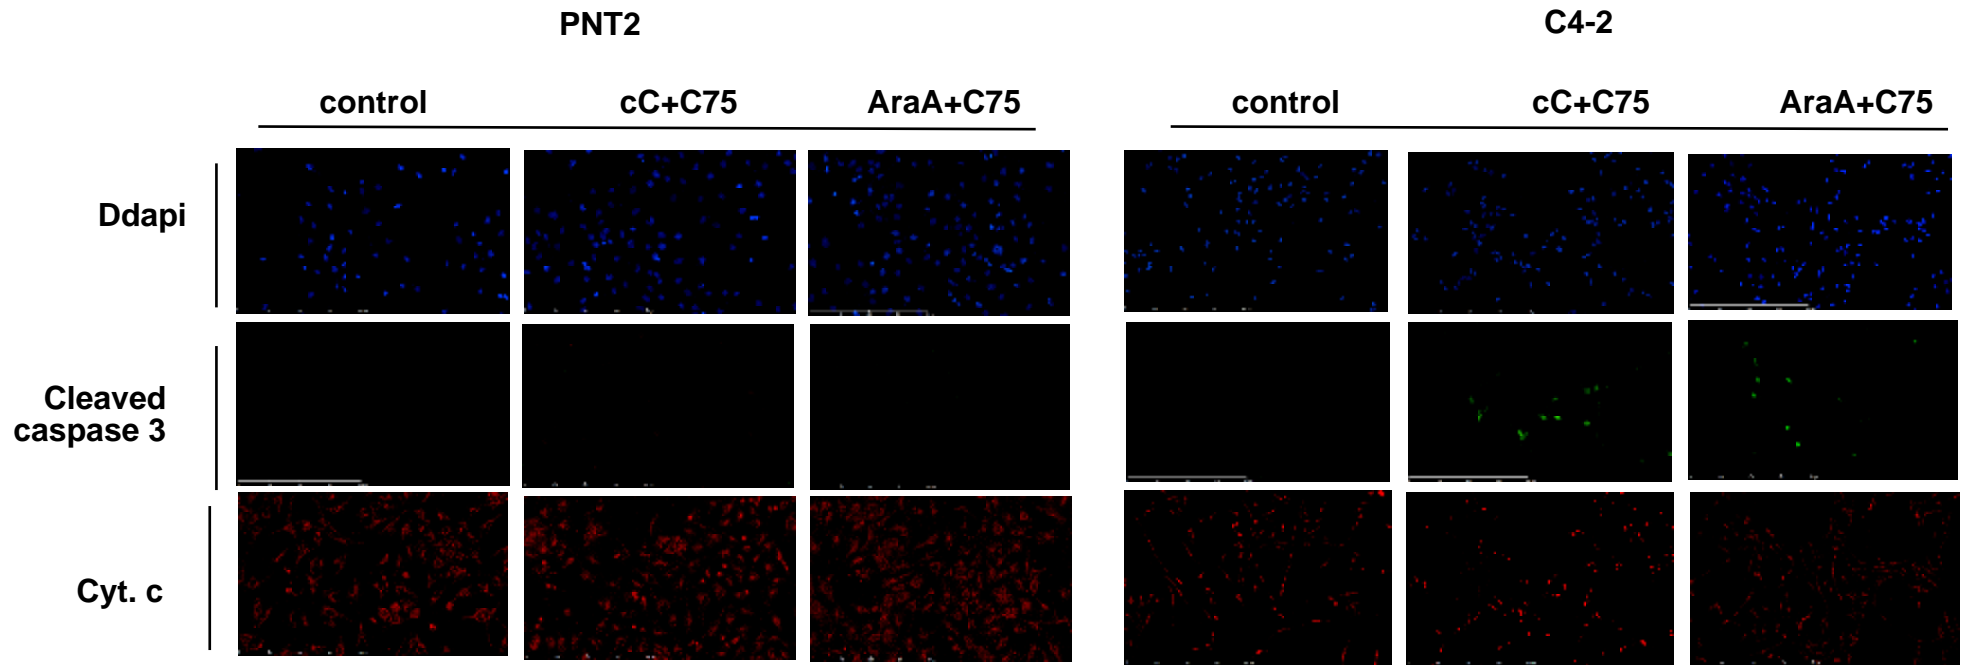 PNT2
C4-2
control
cC+C75
AraA+C75
control
cC+C75
AraA+C75
Ddapi
Cleaved
caspase 3
Cyt. c